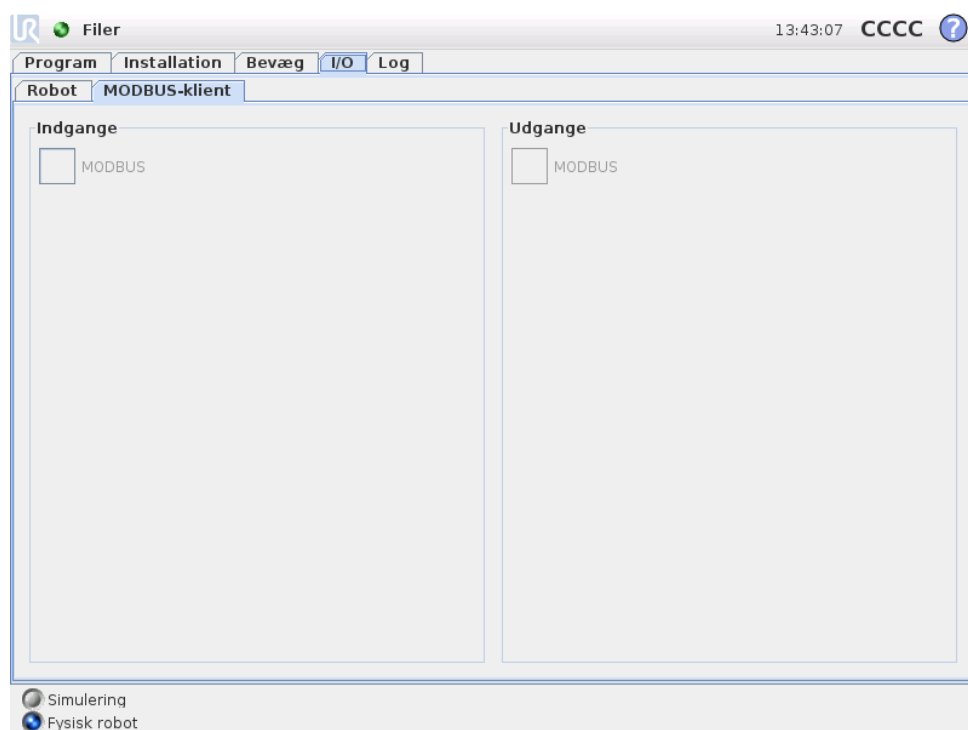 UR Filer 13:43:07 CCCC ?
Program Installation Bevæg I/O Log
Robot MODBUS-klient
Indgange Udgange
MODBUS MODBUS
Simulering
Fysisk robot